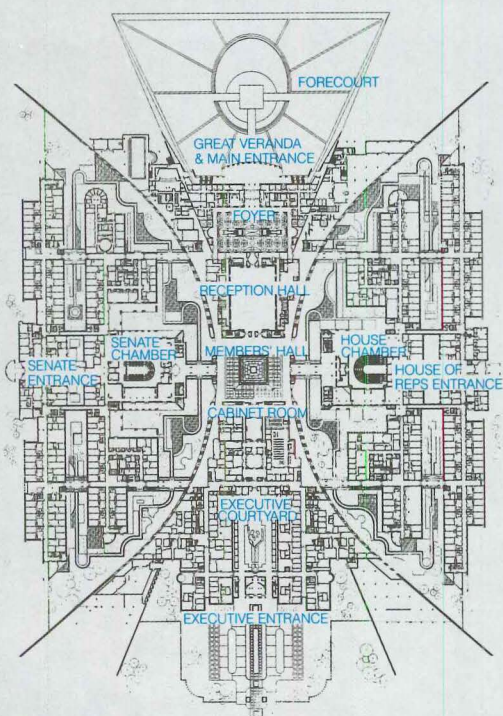 FORECOURT
GREAT VERANDA
& MAIN ENTRANCE
FOYER
RECEPTION HALL
SENATE
CHAMBER
MEMBERS' HALL
HOUSE
CHAMBER
SENATE
ENTRANCE
HOUSE OF
REPS ENTRANCE
CABINET ROOM
EXECUTIVE
COURTYARD
EXECUTIVE ENTRANCE